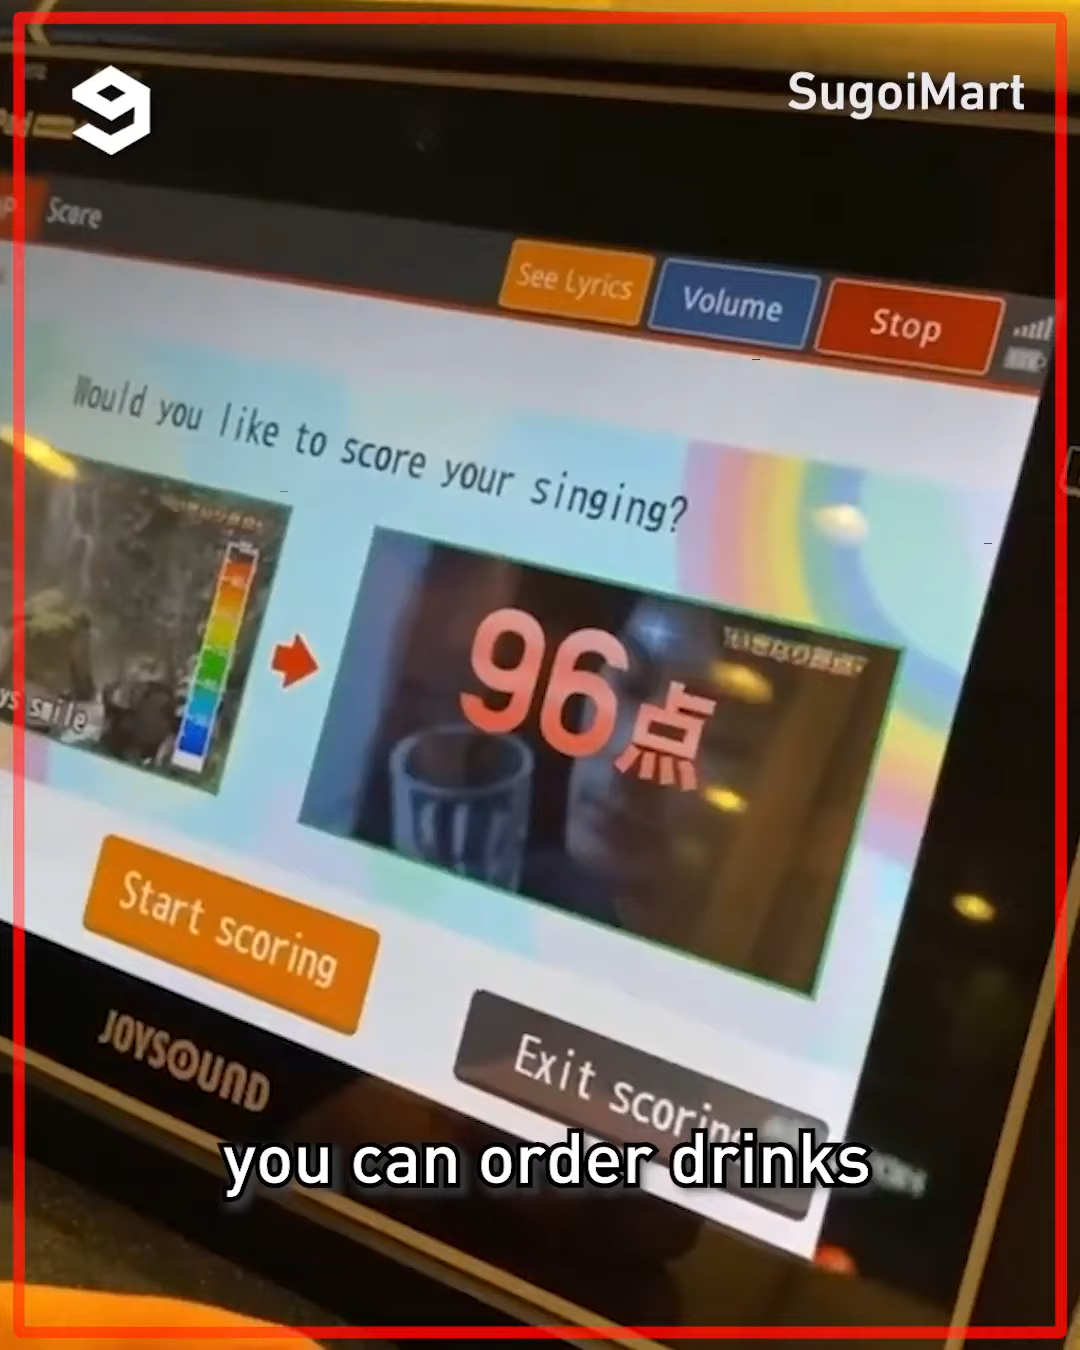 SugoiMart
Score
See Lyrics
Volume
Stop
Would you like to score your singing?
96点
smile
Start scoring
Exit scoring
JOYSOUND
you can order drinks